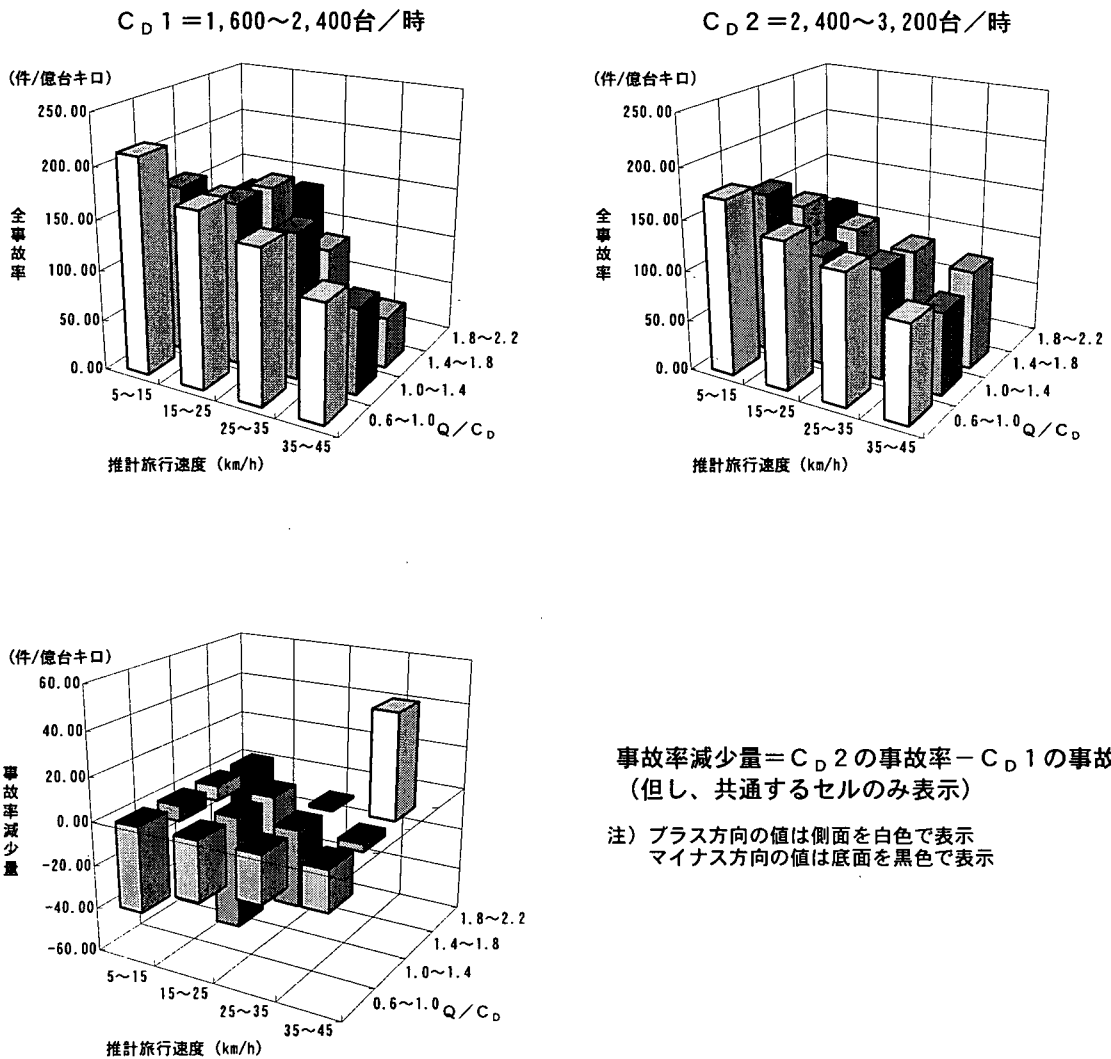 C_D1＝1,600～2,400台／時
(件/億台キロ)
250.00
200.00
150.00
100.00
50.00
0.00
全事故率
5～15
15～25
25～35
35～45
推計旅行速度 (km/h)
0.6～1.0
1.0～1.4
1.4～1.8
1.8～2.2
Q／C_D
C_D2＝2,400～3,200台／時
(件/億台キロ)
250.00
200.00
150.00
100.00
50.00
0.00
全事故率
5～15
15～25
25～35
35～45
推計旅行速度 (km/h)
0.6～1.0
1.0～1.4
1.4～1.8
1.8～2.2
Q／C_D
(件/億台キロ)
60.00
40.00
20.00
0.00
-20.00
-40.00
-60.00
事故率減少量
5～15
15～25
25～35
35～45
推計旅行速度 (km/h)
0.6～1.0
1.0～1.4
1.4～1.8
1.8～2.2
Q／C_D
事故率減少量＝C_D2の事故率－C_D1の事故
(但し、共通するセルのみ表示)
注) プラス方向の値は側面を白色で表示
マイナス方向の値は底面を黒色で表示